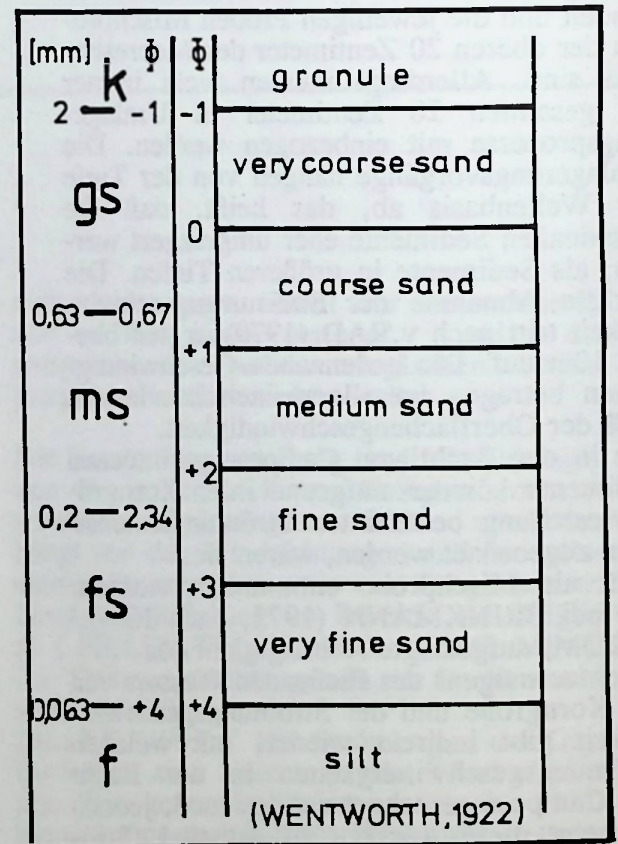 [mm] k Φ Φ granule
2 — -1 -1
very coarse sand
gs
0
coarse sand
0,63 — 0,67
+1
ms medium sand
+2
0,2 — 2,34 fine sand
+3
fs
very fine sand
0,063 — +4 +4
f silt
(WENTWORTH, 1922)